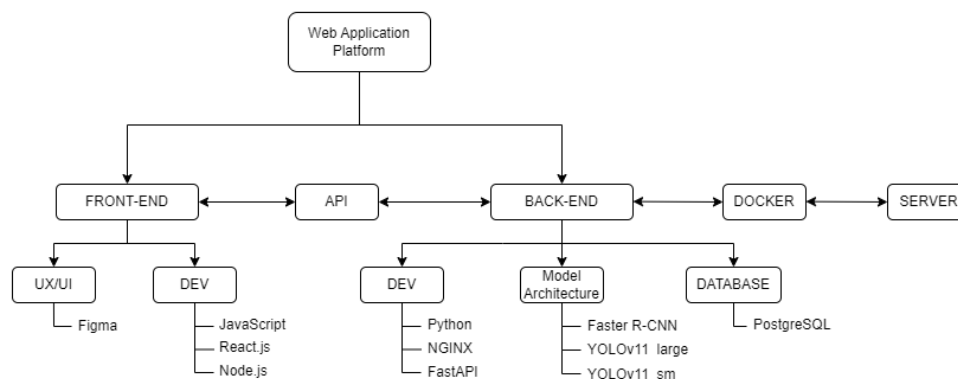 Web Application
Platform
FRONT-END
API
BACK-END
DOCKER
SERVER
UX/UI
DEV
DEV
Model
Architecture
DATABASE
Figma
JavaScript
React.js
Node.js
Python
NGINX
FastAPI
Faster R-CNN
YOLOv11 large
YOLOv11 sm
PostgreSQL